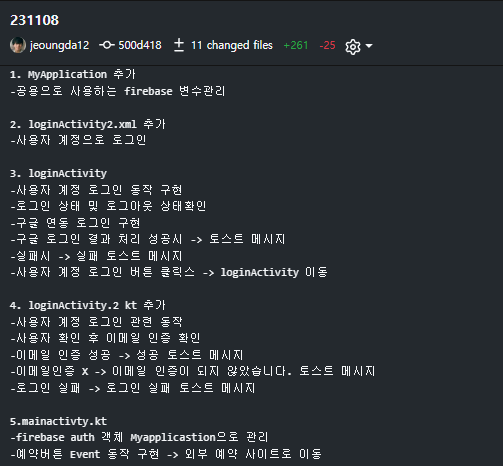 231108
jeoungda12 500d418 11 changed files +261 -25
1. MyApplication 추가
-공용으로 사용하는 firebase 변수관리
2. loginActivity2.xml 추가
-사용자 계정으로 로그인
3. loginActivity
-사용자 계정 로그인 동작 구현
-로그인 상태 및 로그아웃 상태확인
-구글 연동 로그인 구현
-구글 로그인 결과 처리 성공시 -> 토스트 메시지
-실패시 -> 실패 토스트 메시지
-사용자 계정 로그인 버튼 클릭스 -> loginActivity 이동
4. loginActivity.2 kt 추가
-사용자 계정 로그인 관련 동작
-사용자 확인 후 이메일 인증 확인
-이메일 인증 성공 -> 성공 토스트 메시지
-이메일인증 X -> 이메일 인증이 되지 않았습니다. 토스트 메시지
-로그인 실패 -> 로그인 실패 토스트 메시지
5.mainactivty.kt
-firebase auth 객체 Myapplicastion으로 관리
-예약버튼 Event 동작 구현 -> 외부 예약 사이트로 이동